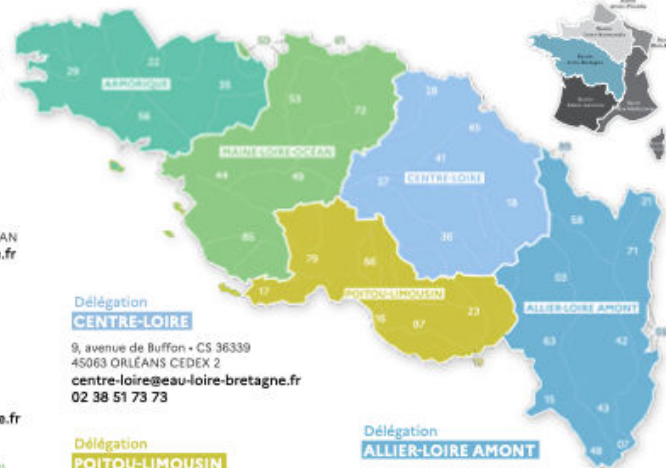 ARMORIQUE
29
22
35
56
50
61
53
72
MAINE-LOIRE-OCÉAN
44
49
85
28
45
41
CENTRE-LOIRE
37
18
36
79
86
17
POITOU-LIMOUSIN
16
87
23
19
89
58
21
71
03
ALLIER-LOIRE AMONT
63
42
69
15
43
48
07
AN
.fr
Délégation
CENTRE-LOIRE
9, avenue de Buffon • CS 36339
45063 ORLÉANS CEDEX 2
centre-loire@eau-loire-bretagne.fr
02 38 51 73 73
e.fr
Délégation
POITOU-LIMOUSIN
Délégation
ALLIER-LOIRE AMONT